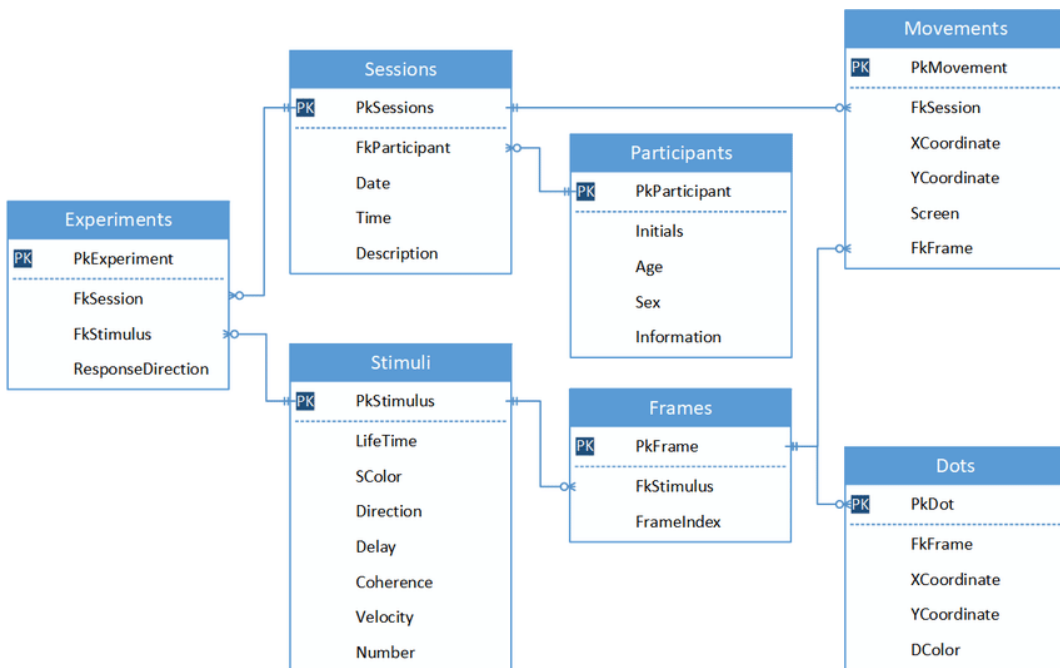 Experiments
PK PkExperiment
FkSession
FkStimulus
ResponseDirection
Sessions
PK PkSessions
FkParticipant
Date
Time
Description
Stimuli
PK PkStimulus
LifeTime
SColor
Direction
Delay
Coherence
Velocity
Number
Participants
PK PkParticipant
Initials
Age
Sex
Information
Frames
PK PkFrame
FkStimulus
FrameIndex
Movements
PK PkMovement
FkSession
XCoordinate
YCoordinate
Screen
FkFrame
Dots
PK PkDot
FkFrame
XCoordinate
YCoordinate
DColor